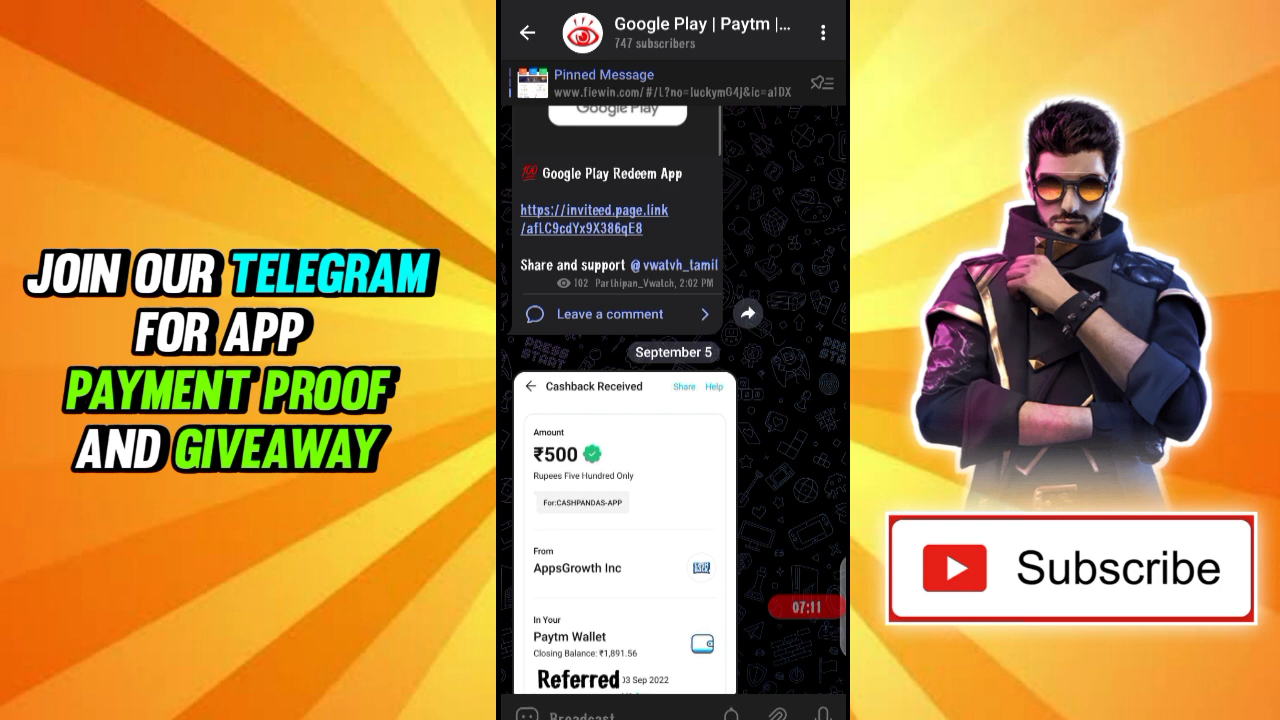 JOIN OUR TELEGRAM
FOR APP
PAYMENT PROOF
AND GIVEAWAY
Google Play | Paytm |...
747 subscribers
Pinned Message
www.fiewin.com/#/L?no=luckymG4J&ic=a1DX
Google Play
💯 Google Play Redeem App
https://inviteed.page.link
/afLC9cdYx9X386qE8
Share and support @vwatvh_tamil
102 Parthipan_Vwatch, 2:02 PM
Leave a comment
September 5
Cashback Received Share Help
Amount
₹500
Rupees Five Hundred Only
For:CASHPANDAS-APP
From
AppsGrowth Inc
07:11
In Your
Paytm Wallet
Closing Balance: ₹1,891.56
Referred 03 Sep 2022
Broadcast
Subscribe